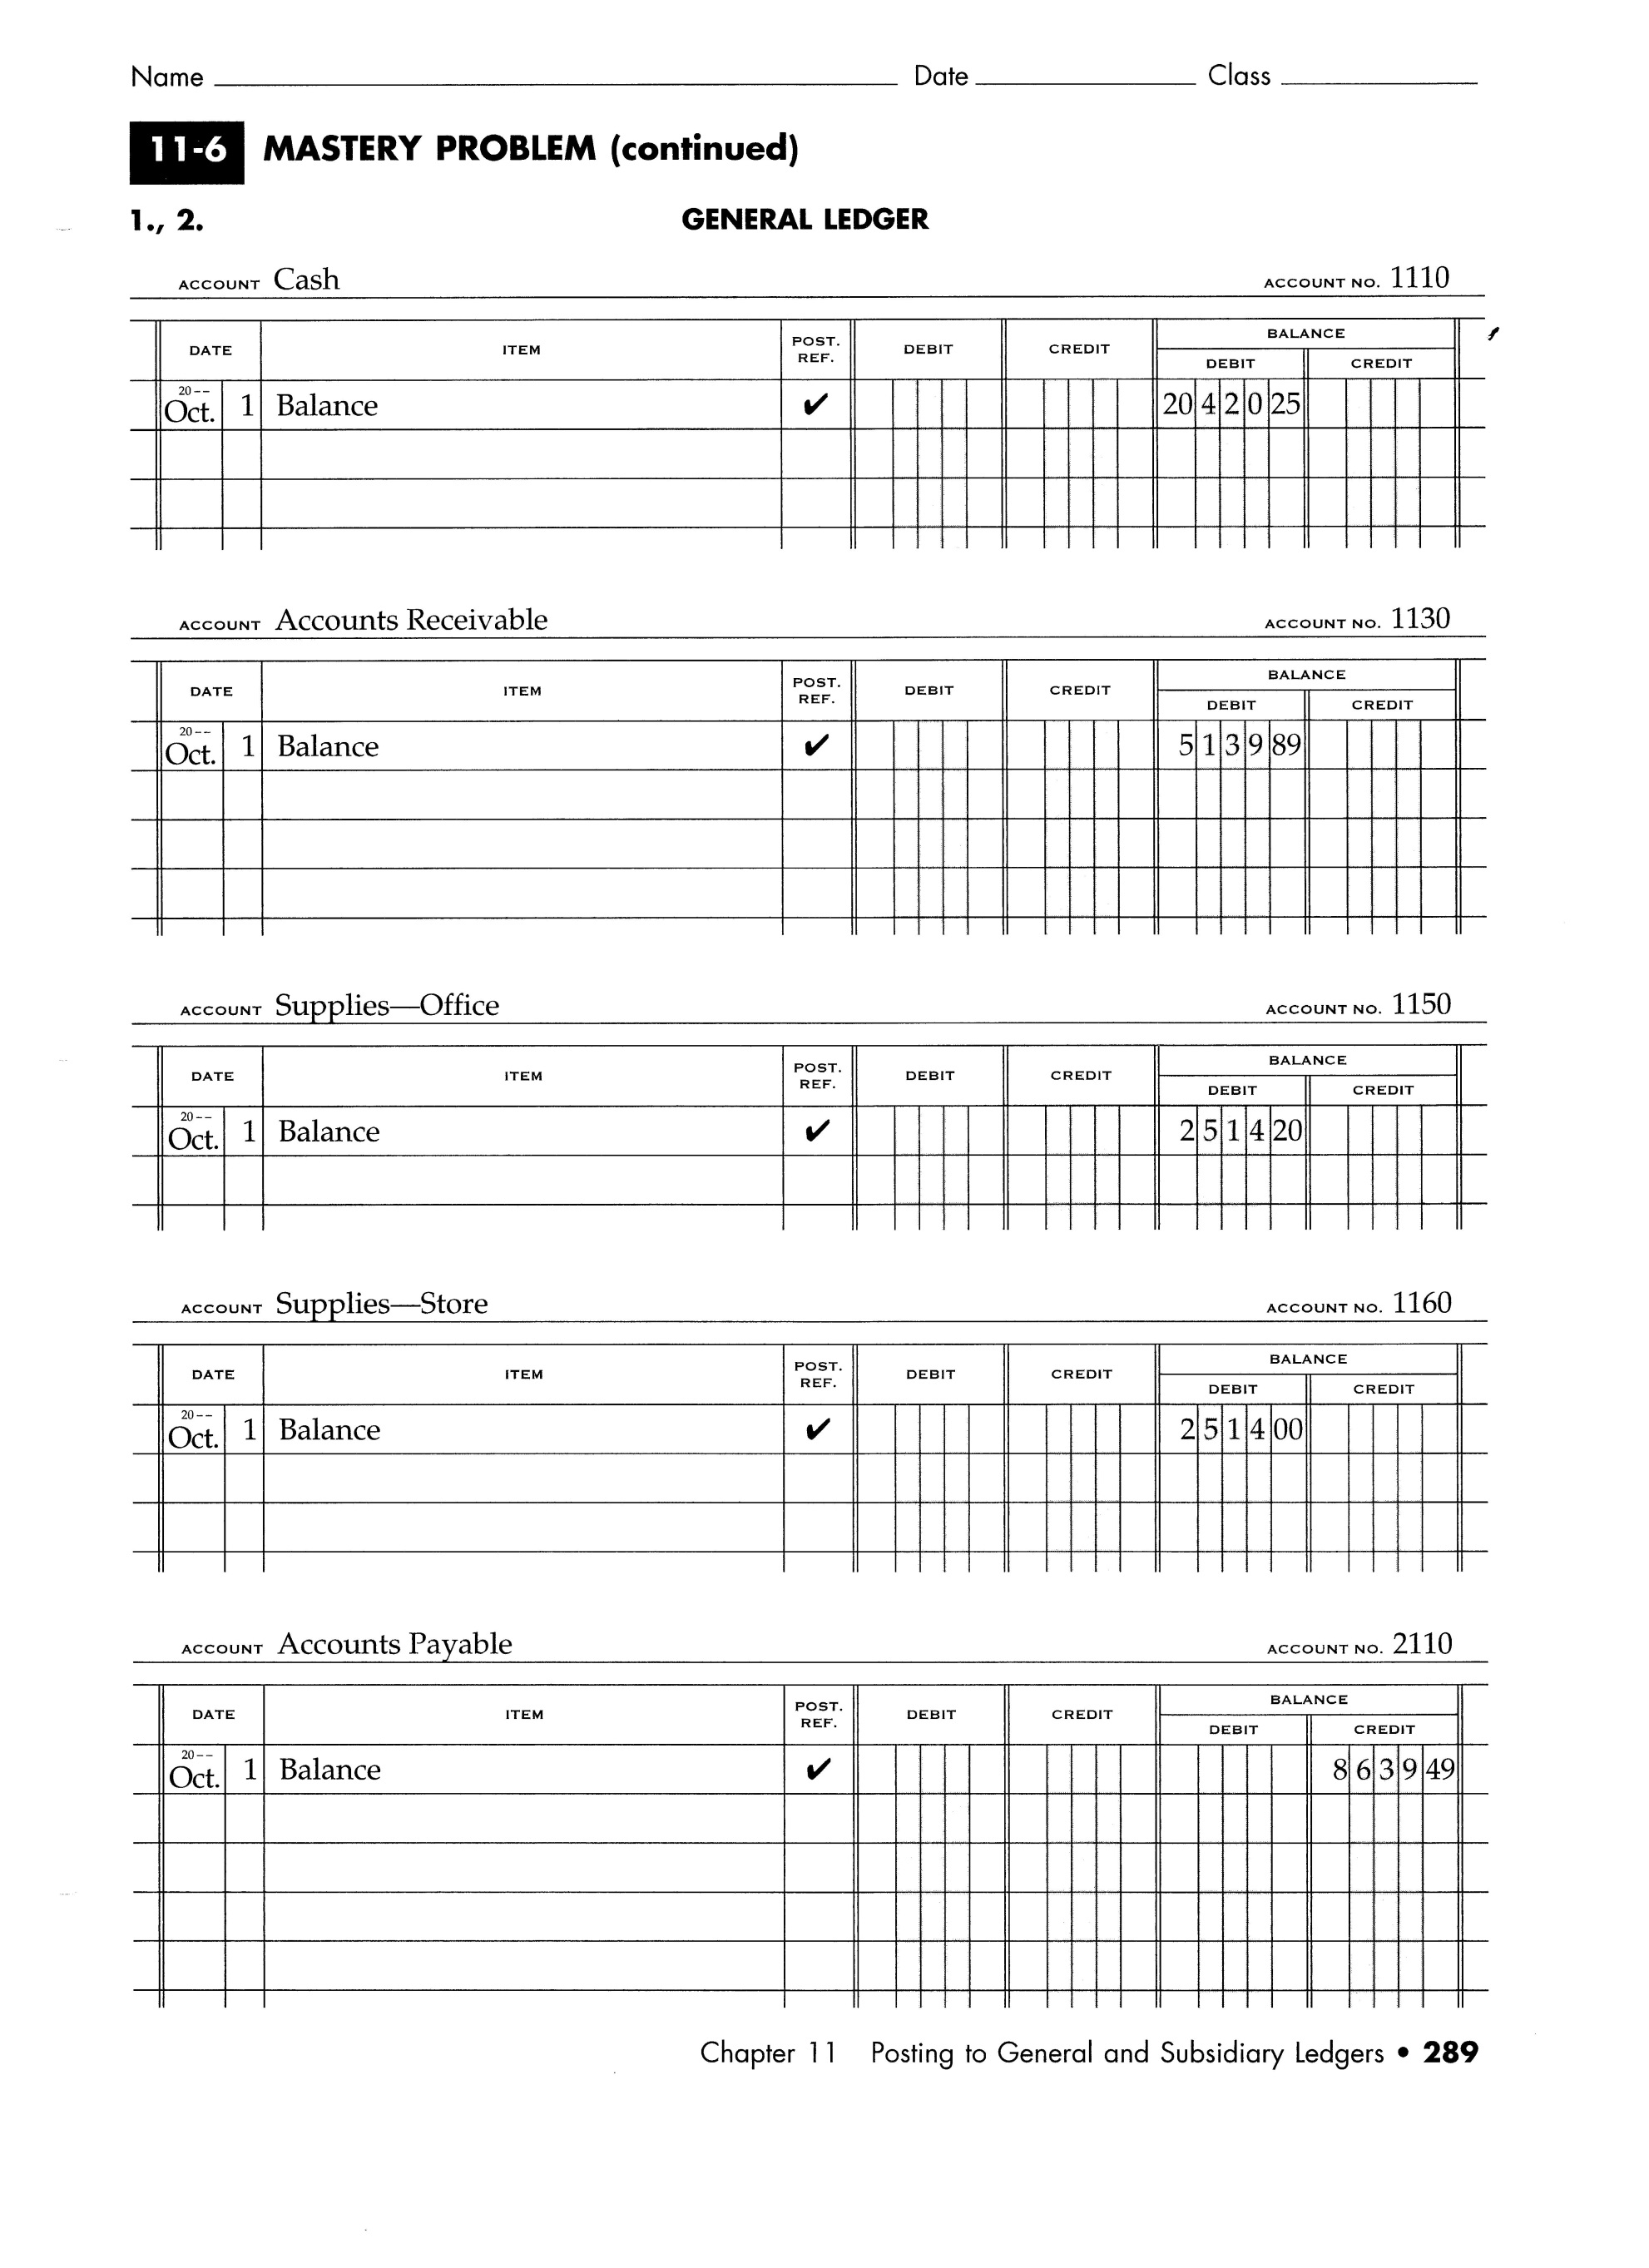 Name Date Class
11-6 MASTERY PROBLEM (continued)
1., 2. GENERAL LEDGER
ACCOUNT Cash ACCOUNT NO. 1110
DATE ITEM POST. REF. DEBIT CREDIT BALANCE
DEBIT CREDIT
20--
Oct. 1 Balance ✔ 20 4 2 0 25
ACCOUNT Accounts Receivable ACCOUNT NO. 1130
DATE ITEM POST. REF. DEBIT CREDIT BALANCE
DEBIT CREDIT
20--
Oct. 1 Balance ✔ 5 1 3 9 89
ACCOUNT Supplies—Office ACCOUNT NO. 1150
DATE ITEM POST. REF. DEBIT CREDIT BALANCE
DEBIT CREDIT
20--
Oct. 1 Balance ✔ 2 5 1 4 20
ACCOUNT Supplies—Store ACCOUNT NO. 1160
DATE ITEM POST. REF. DEBIT CREDIT BALANCE
DEBIT CREDIT
20--
Oct. 1 Balance ✔ 2 5 1 4 00
ACCOUNT Accounts Payable ACCOUNT NO. 2110
DATE ITEM POST. REF. DEBIT CREDIT BALANCE
DEBIT CREDIT
20--
Oct. 1 Balance ✔ 8 6 3 9 49
Chapter 11 Posting to General and Subsidiary Ledgers • 289